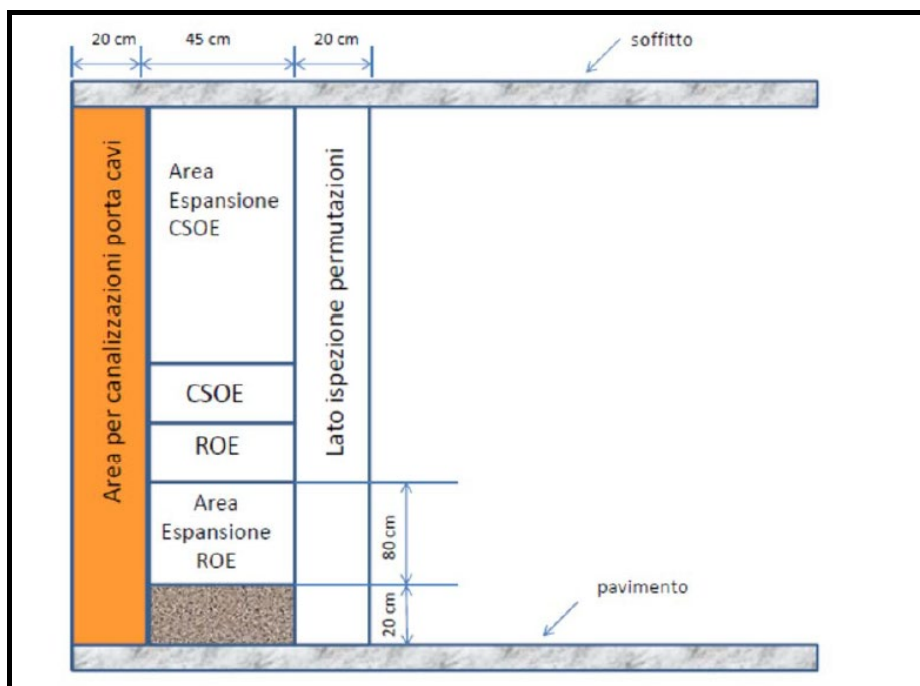 20 cm
45 cm
20 cm
soffitto
Area per canalizzazioni porta cavi
Area
Espansione
CSOE
Lato ispezione permutazioni
CSOE
ROE
Area
Espansione
ROE
80 cm
20 cm
pavimento